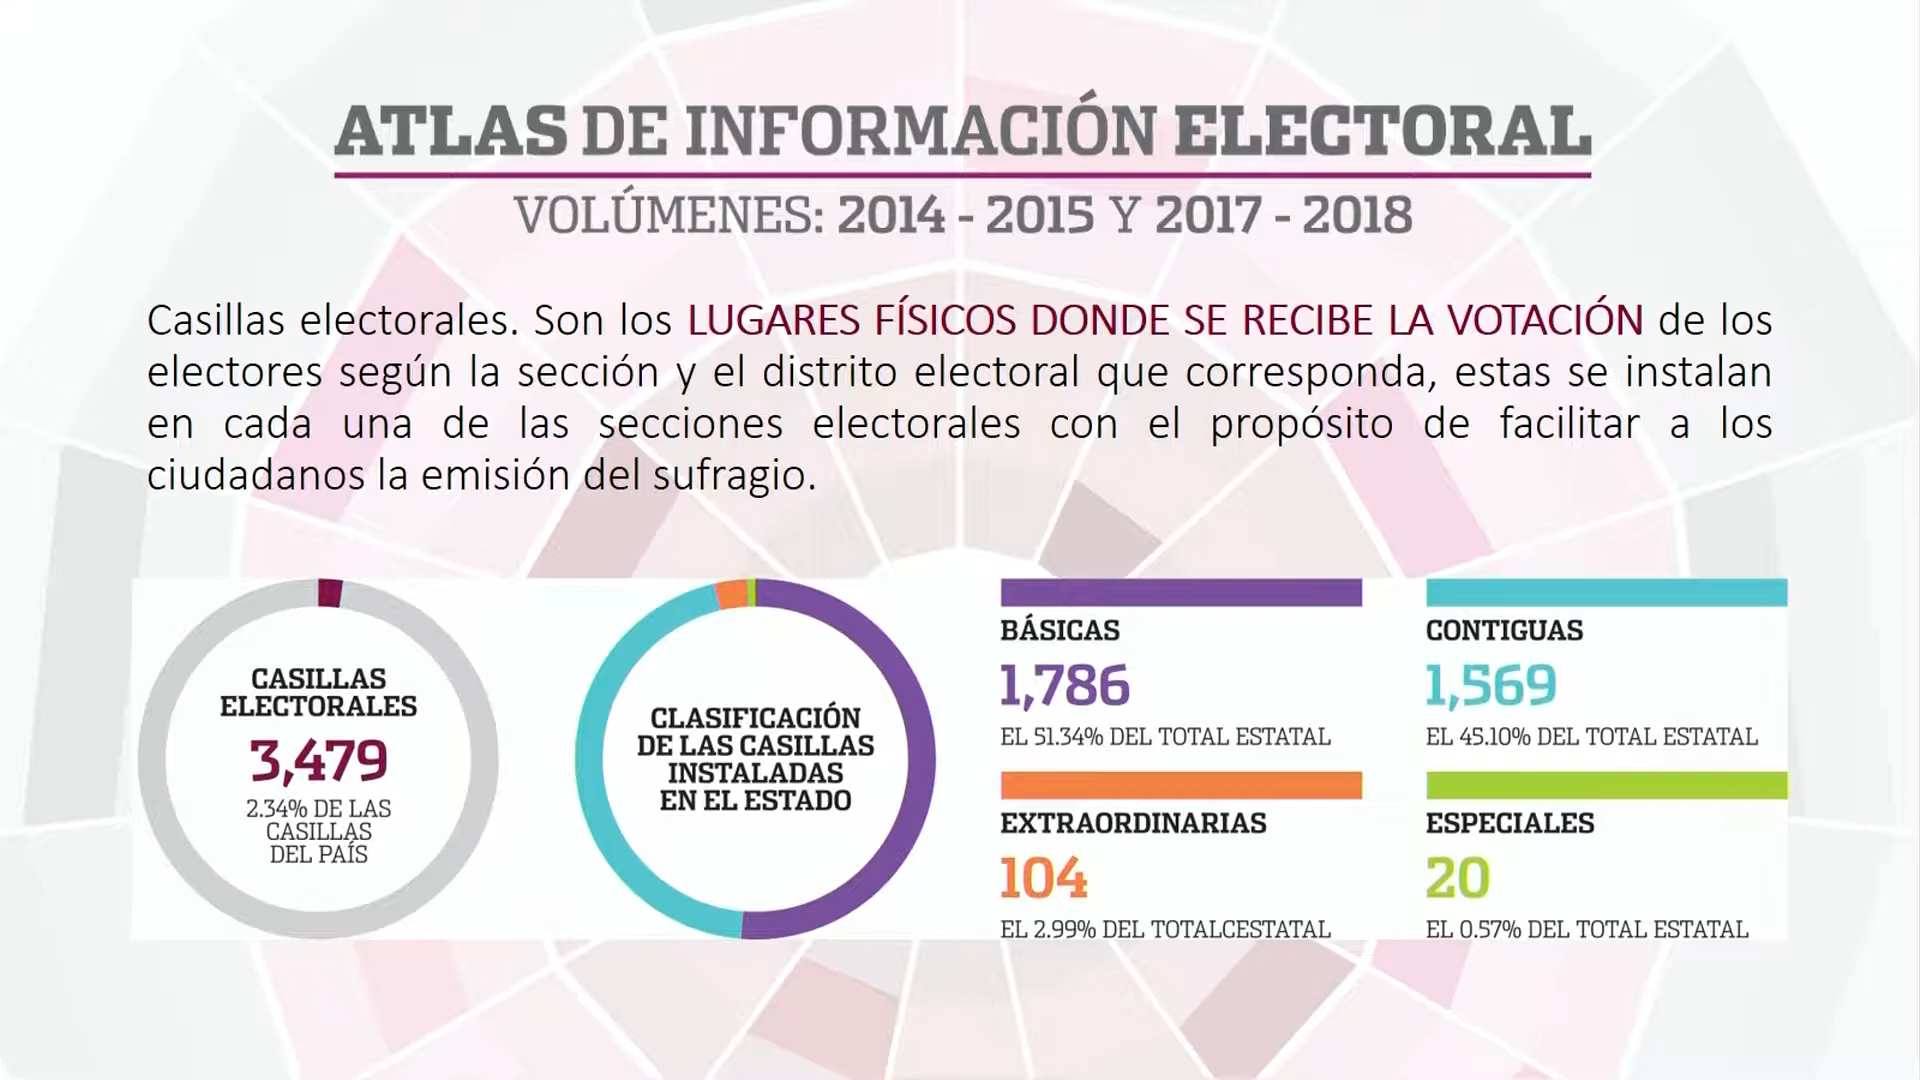 ATLAS DE INFORMACIÓN ELECTORAL
VOLÚMENES: 2014 - 2015 Y 2017 - 2018
Casillas electorales. Son los LUGARES FÍSICOS DONDE SE RECIBE LA VOTACIÓN de los
electores según la sección y el distrito electoral que corresponda, estas se instalan
en cada una de las secciones electorales con el propósito de facilitar a los
ciudadanos la emisión del sufragio.
CASILLAS
ELECTORALES
3,479
2.34% DE LAS
CASILLAS
DEL PAÍS
CLASIFICACIÓN
DE LAS CASILLAS
INSTALADAS
EN EL ESTADO
BÁSICAS
1,786
EL 51.34% DEL TOTAL ESTATAL
CONTIGUAS
1,569
EL 45.10% DEL TOTAL ESTATAL
EXTRAORDINARIAS
104
EL 2.99% DEL TOTALCESTATAL
ESPECIALES
20
EL 0.57% DEL TOTAL ESTATAL